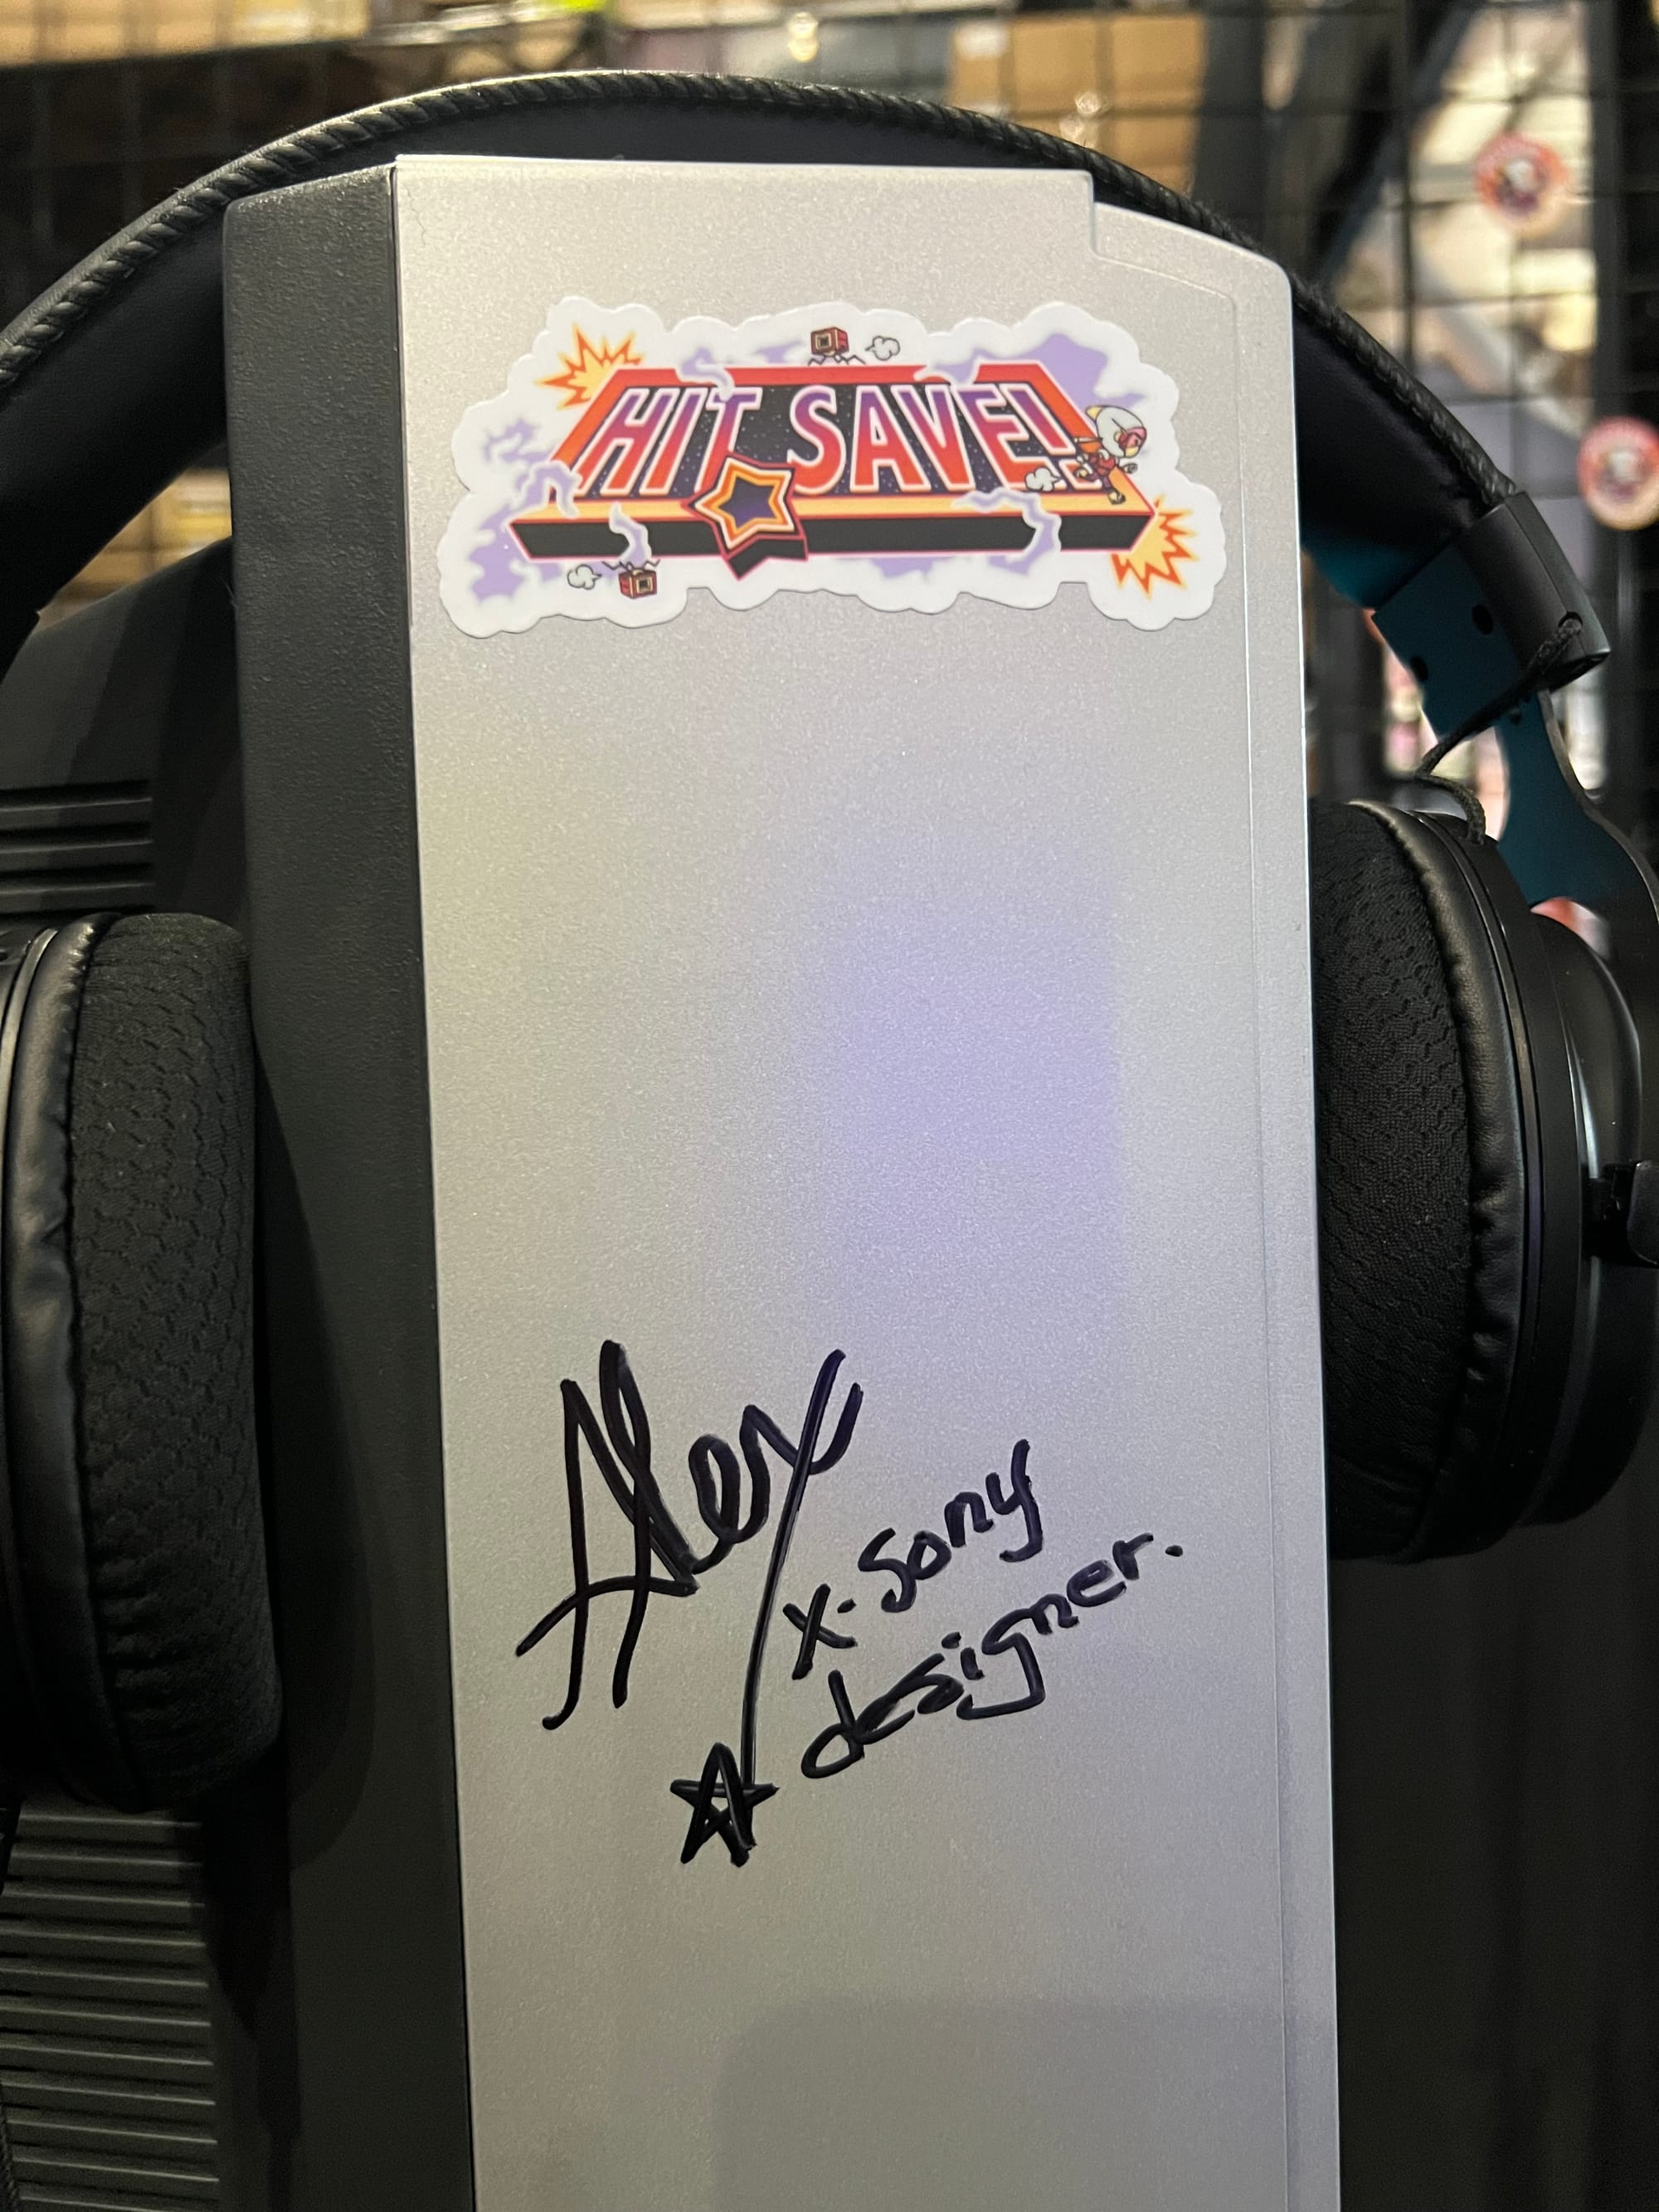 HIT SAVE!
Alex
x-Sony
designer.